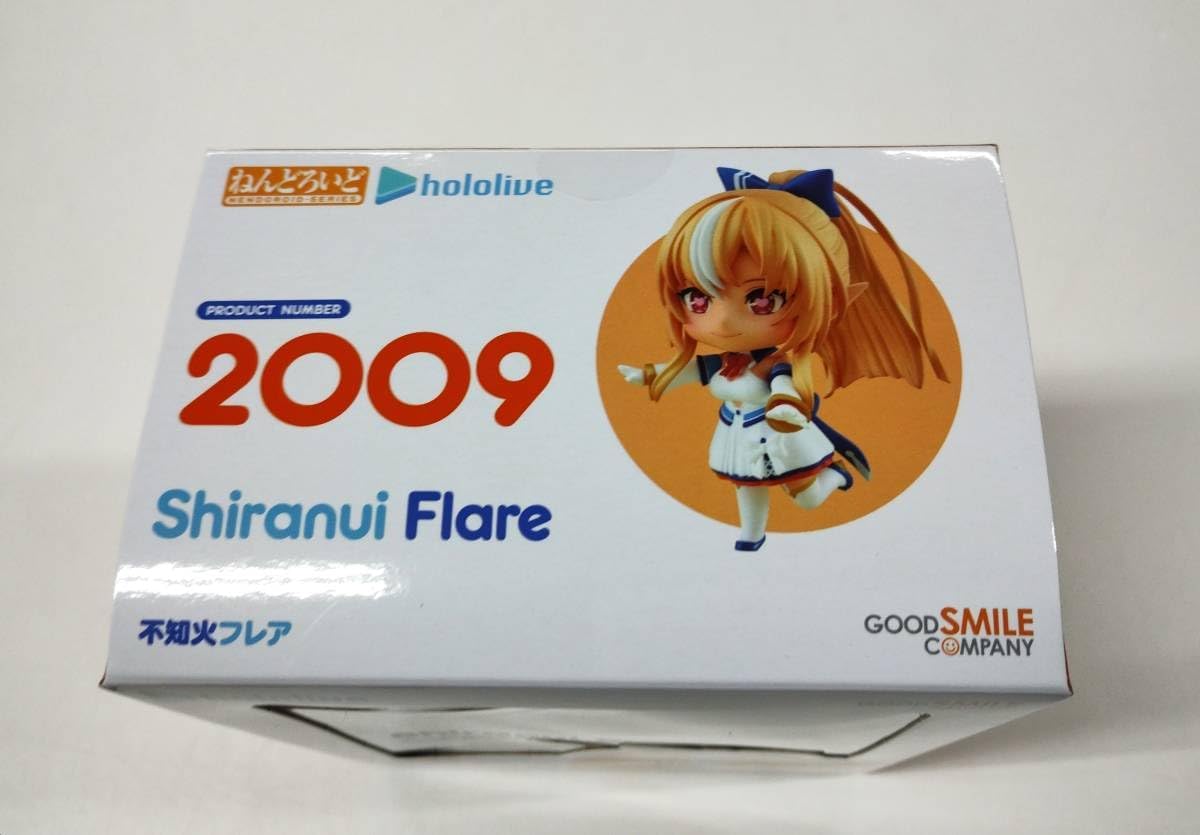 ねんどろいど
NENDOROID-SERIES
hololive
PRODUCT NUMBER
2009
Shiranui Flare
不知火フレア
GOOD SMILE
COMPANY